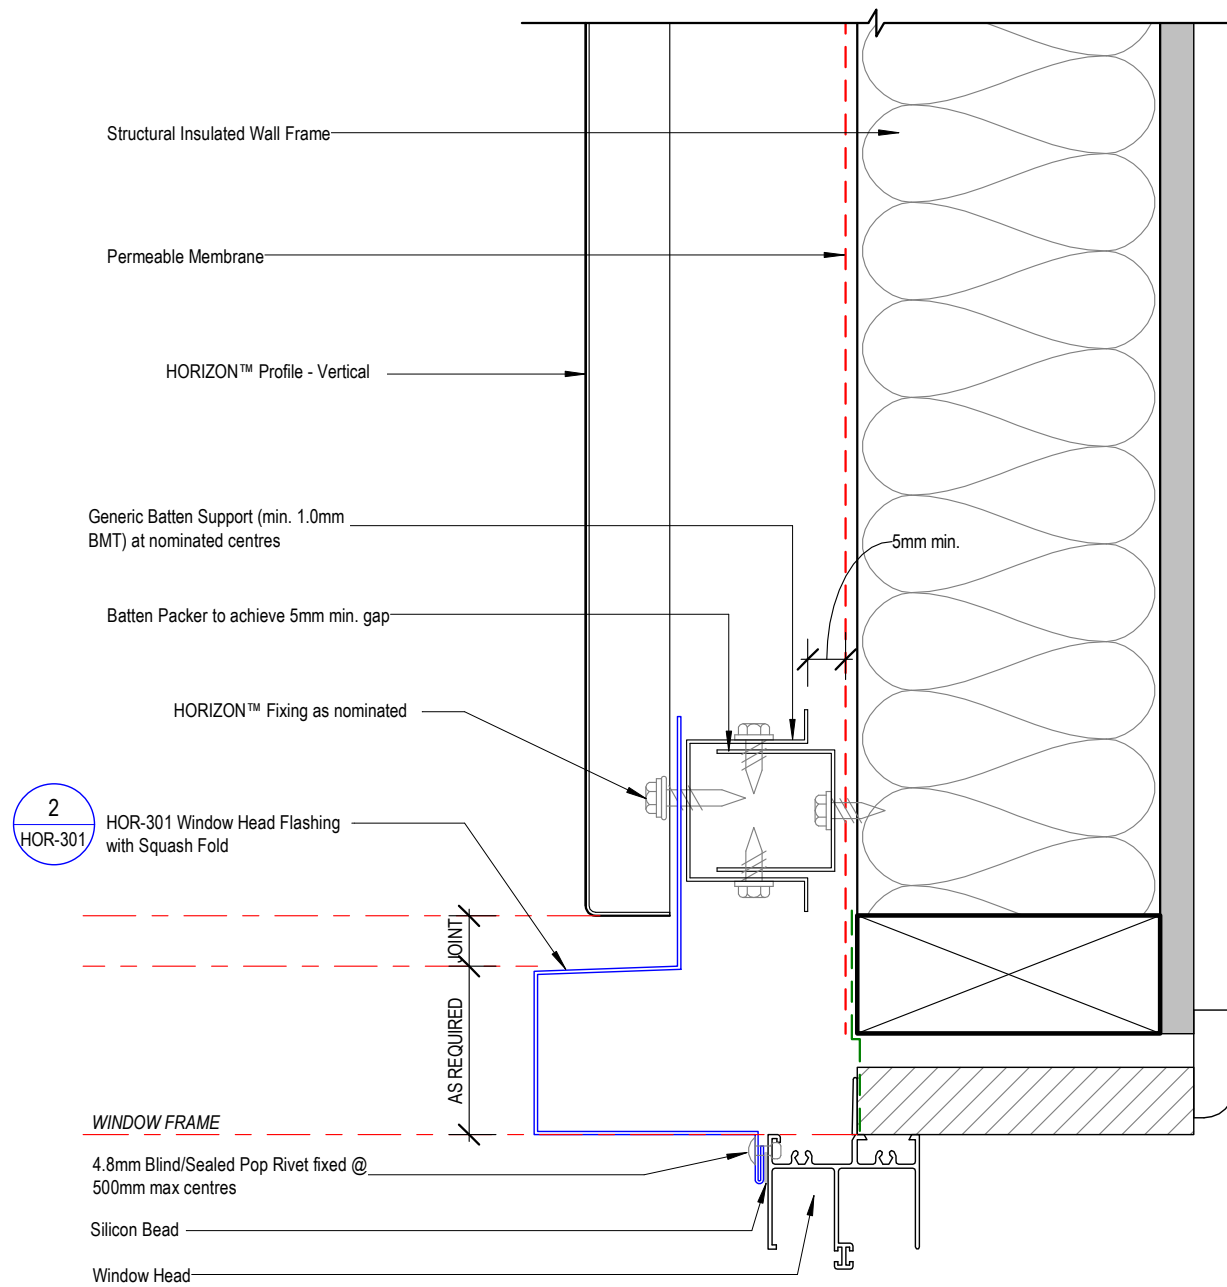 Structural Insulated Wall Frame
Permeable Membrane
HORIZON™ Profile - Vertical
Generic Batten Support (min. 1.0mm
BMT) at nominated centres
5mm min.
Batten Packer to achieve 5mm min. gap
HORIZON™ Fixing as nominated
2
HOR-301
HOR-301 Window Head Flashing
with Squash Fold
JOINT
AS REQUIRED
WINDOW FRAME
4.8mm Blind/Sealed Pop Rivet fixed @
500mm max centres
Silicon Bead
Window Head